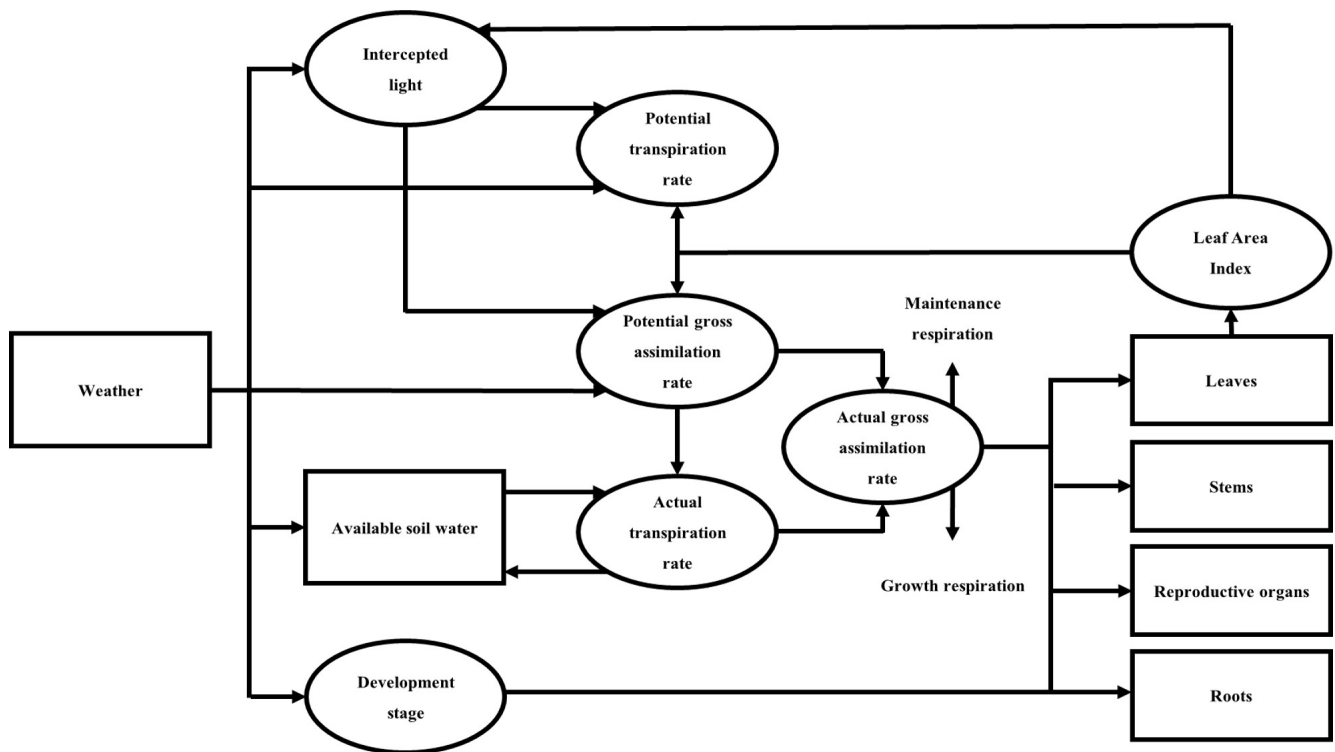 Intercepted
light
Potential
transpiration
rate
Leaf Area
Index
Maintenance
respiration
Potential gross
assimilation
rate
Weather
Leaves
Actual gross
assimilation
rate
Stems
Available soil water
Actual
transpiration
rate
Growth respiration
Reproductive organs
Development
stage
Roots